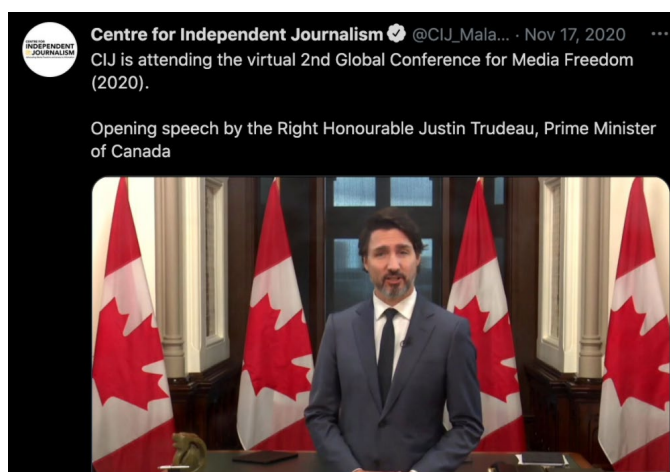 CENTRE FOR
INDEPENDENT
JOURNALISM
Centre for Independent Journalism @CIJ_Mala... · Nov 17, 2020 ...
CIJ is attending the virtual 2nd Global Conference for Media Freedom
(2020).
Opening speech by the Right Honourable Justin Trudeau, Prime Minister
of Canada